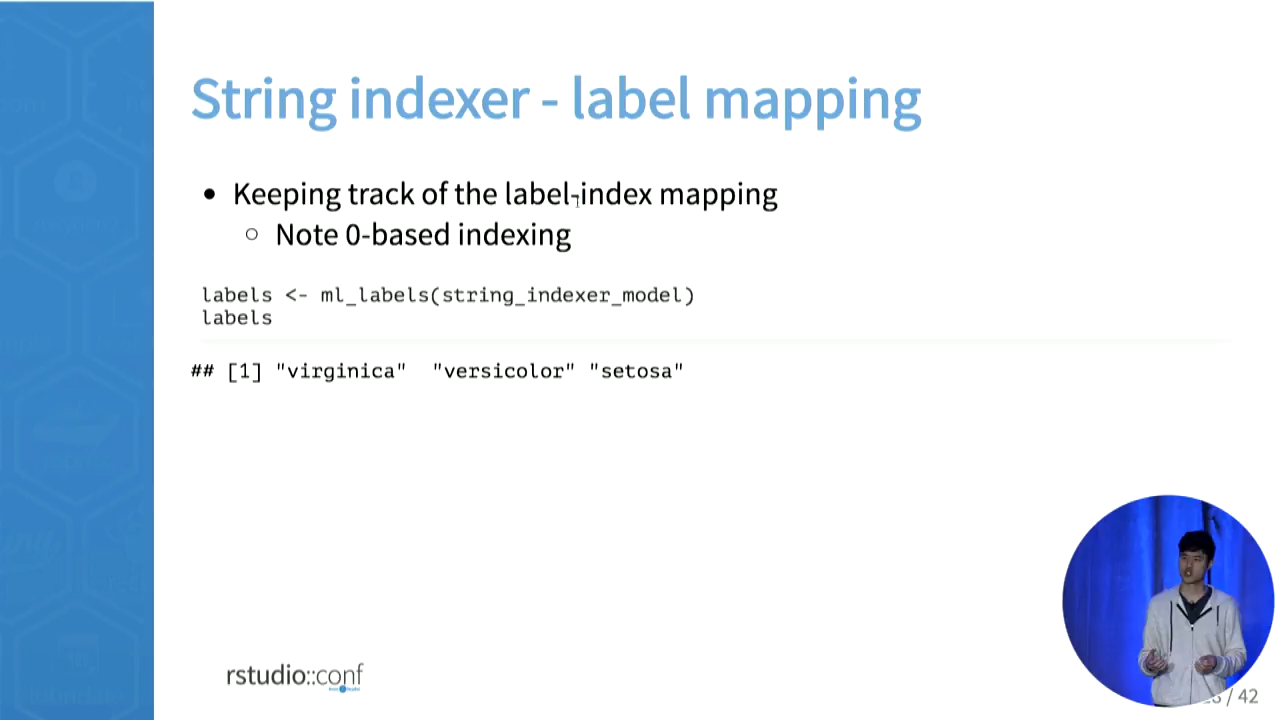 String indexer - label mapping
• Keeping track of the label-index mapping
○ Note 0-based indexing
labels <- ml_labels(string_indexer_model)
labels
## [1] "virginica"  "versicolor" "setosa"
rstudio::conf
/ 42